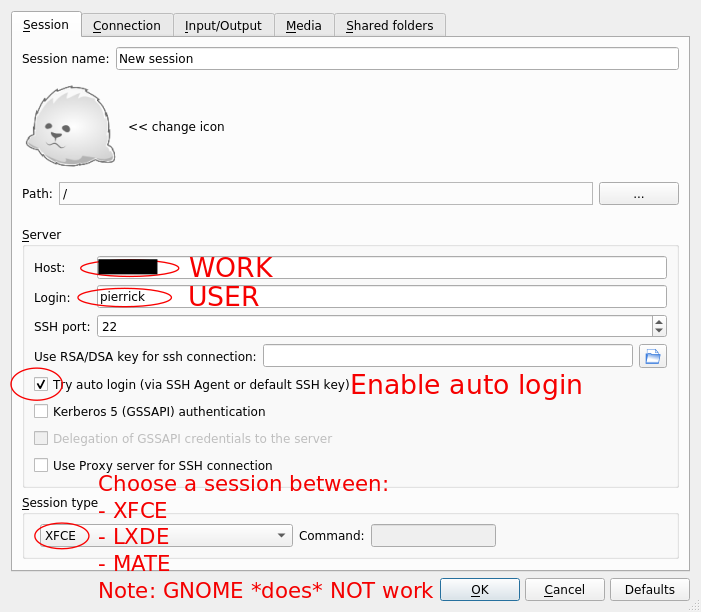 Session Connection Input/Output Media Shared folders
Session name: New session
<< change icon
Path: / ...
Server
Host: WORK
Login: pierrick USER
SSH port: 22
Use RSA/DSA key for ssh connection:
Try auto login (via SSH Agent or default SSH key) Enable auto login
Kerberos 5 (GSSAPI) authentication
Delegation of GSSAPI credentials to the server
Use Proxy server for SSH connection
Choose a session between:
Session type
- XFCE
XFCE - LXDE Command:
- MATE
Note: GNOME *does* NOT work OK Cancel Defaults